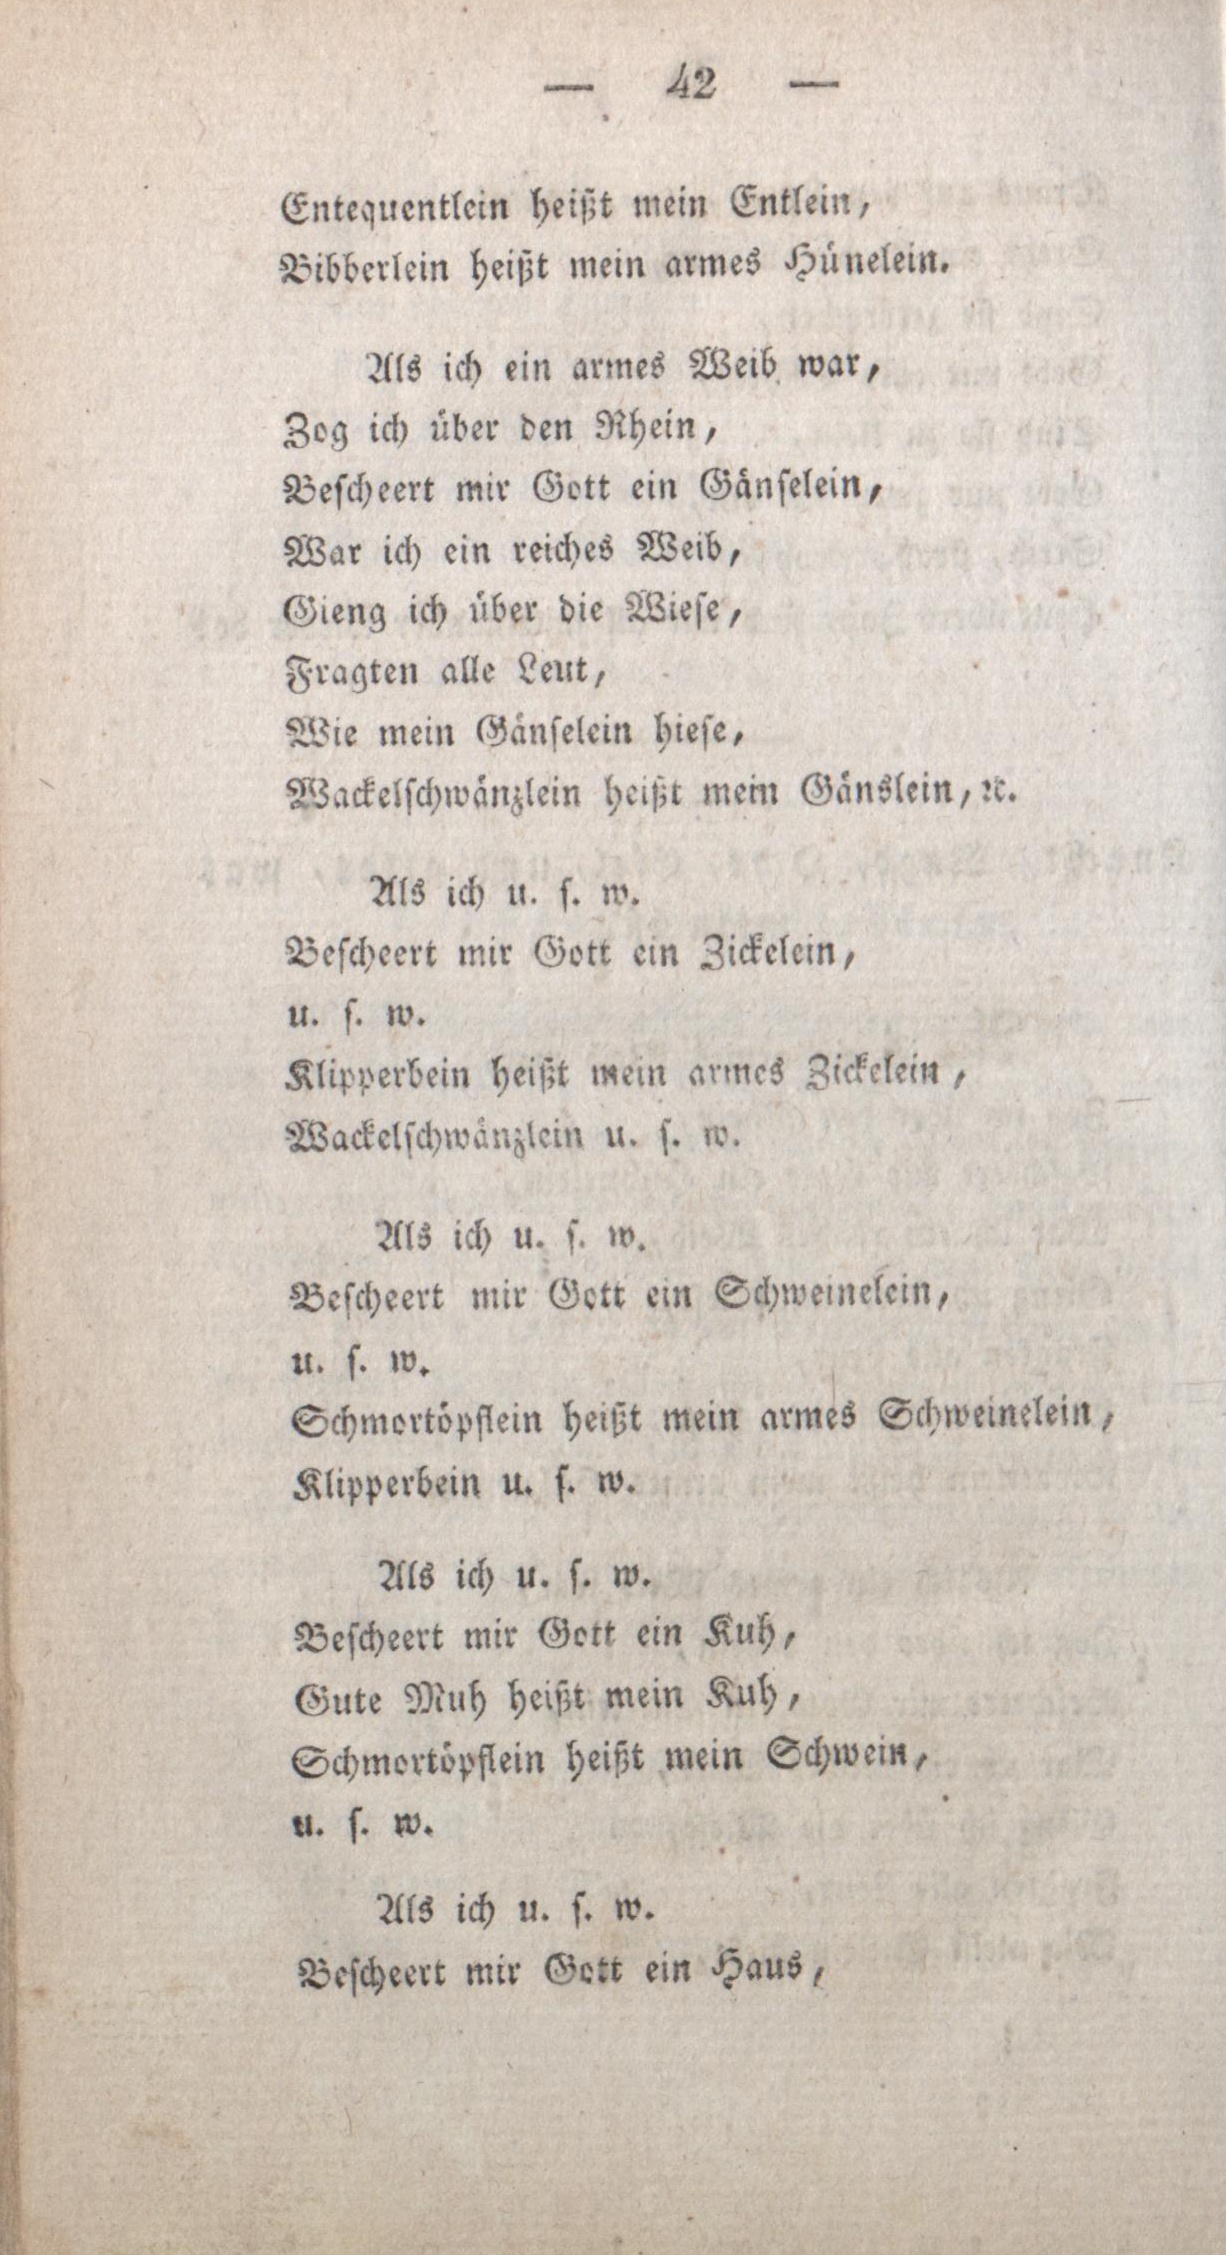 — 42 —
Entequentlein heißt mein Entlein,
Bibberlein heißt mein armes Hünelein.
Als ich ein armes Weib war,
Zog ich über den Rhein,
Bescheert mir Gott ein Gänselein,
War ich ein reiches Weib,
Gieng ich über die Wiese,
Fragten alle Leut,
Wie mein Gänselein hiese,
Wackelschwänzlein heißt mein Gänslein, ꝛc.
Als ich u. s. w.
Bescheert mir Gott ein Zickelein,
u. s. w.
Klipperbein heißt mein armes Zickelein,
Wackelschwänzlein u. s. w.
Als ich u. s. w.
Bescheert mir Gott ein Schweinelein,
u. s. w.
Schmortöpflein heißt mein armes Schweinelein,
Klipperbein u. s. w.
Als ich u. s. w.
Bescheert mir Gott ein Kuh,
Gute Muh heißt mein Kuh,
Schmortöpflein heißt mein Schwein,
u. s. w.
Als ich u. s. w.
Bescheert mir Gott ein Haus,